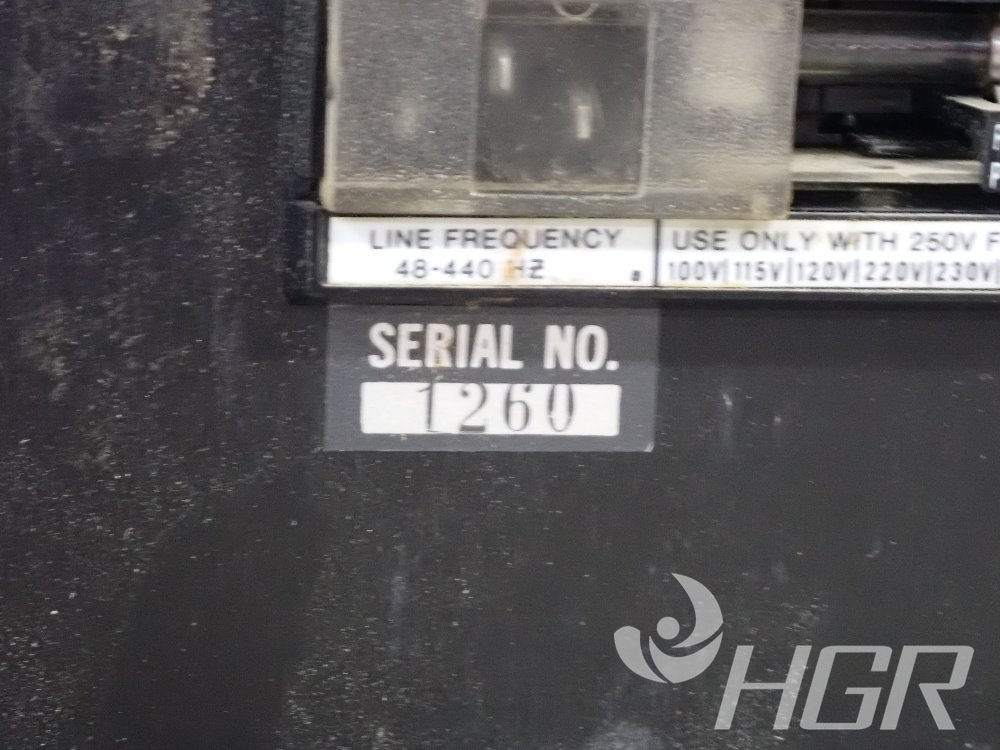 LINE FREQUENCY
48-440 HZ
USE ONLY WITH 250V F
100V|115V|120V|220V|230V|
SERIAL NO.
1260
HGR